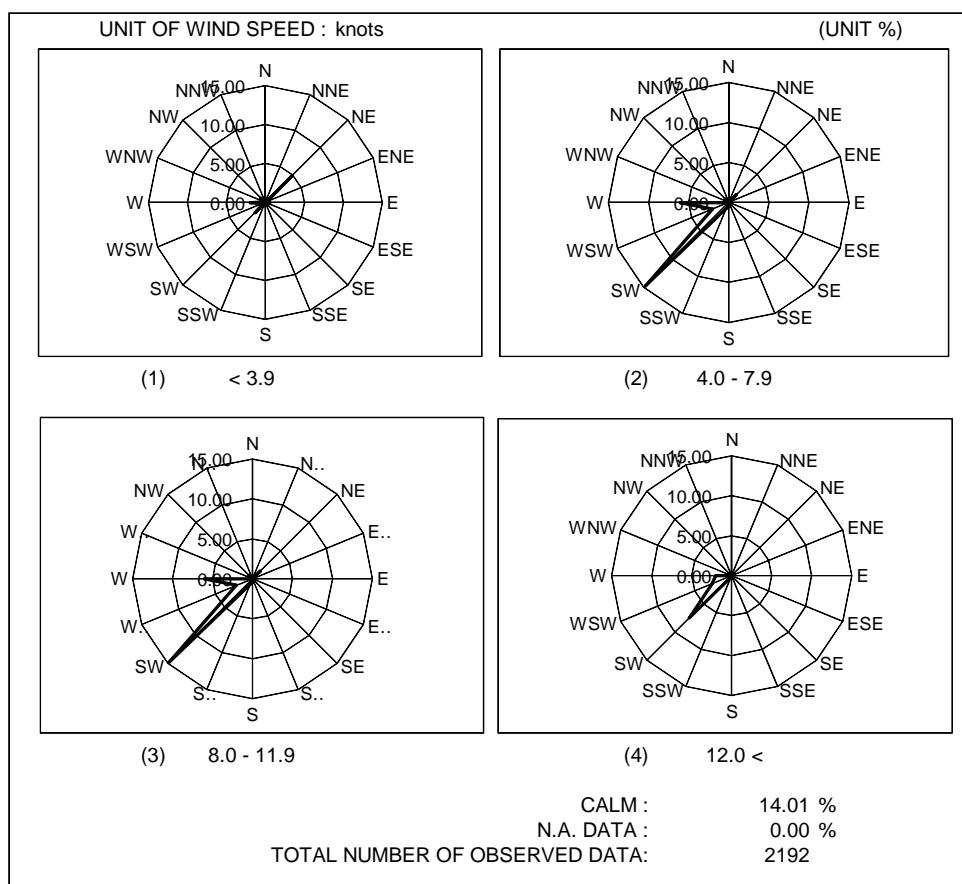 UNIT OF WIND SPEED : knots (UNIT %)
N
NNE
NE
ENE
E
ESE
SE
SSE
S
SSW
SW
WSW
W
WNW
NW
NNW
15.00
10.00
5.00
0.00
(1) < 3.9
N
NNE
NE
ENE
E
ESE
SE
SSE
S
SSW
SW
WSW
W
WNW
NW
NNW
15.00
10.00
5.00
0.00
(2) 4.0 - 7.9
N
N..
NE
E..
E
E..
SE
S..
S
S..
SW
W.
W
W.
NW
N
15.00
10.00
5.00
0.00
(3) 8.0 - 11.9
N
NNE
NE
ENE
E
ESE
SE
SSE
S
SSW
SW
WSW
W
WNW
NW
NNW
15.00
10.00
5.00
0.00
(4) 12.0 <
CALM : 14.01 %
N.A. DATA : 0.00 %
TOTAL NUMBER OF OBSERVED DATA: 2192